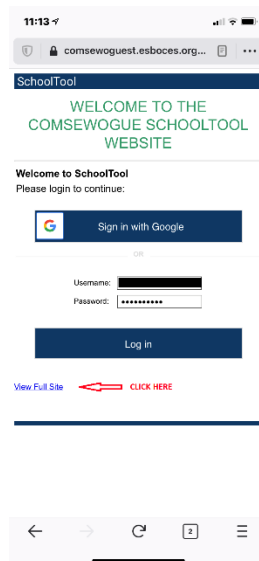 11:13
comsewoguest.esboces.org...
SchoolTool
WELCOME TO THE
COMSEWOGUE SCHOOLTOOL
WEBSITE
Welcome to SchoolTool
Please login to continue:
G Sign in with Google
OR
Username:
Password: ••••••••••
Log in
View Full Site CLICK HERE
2